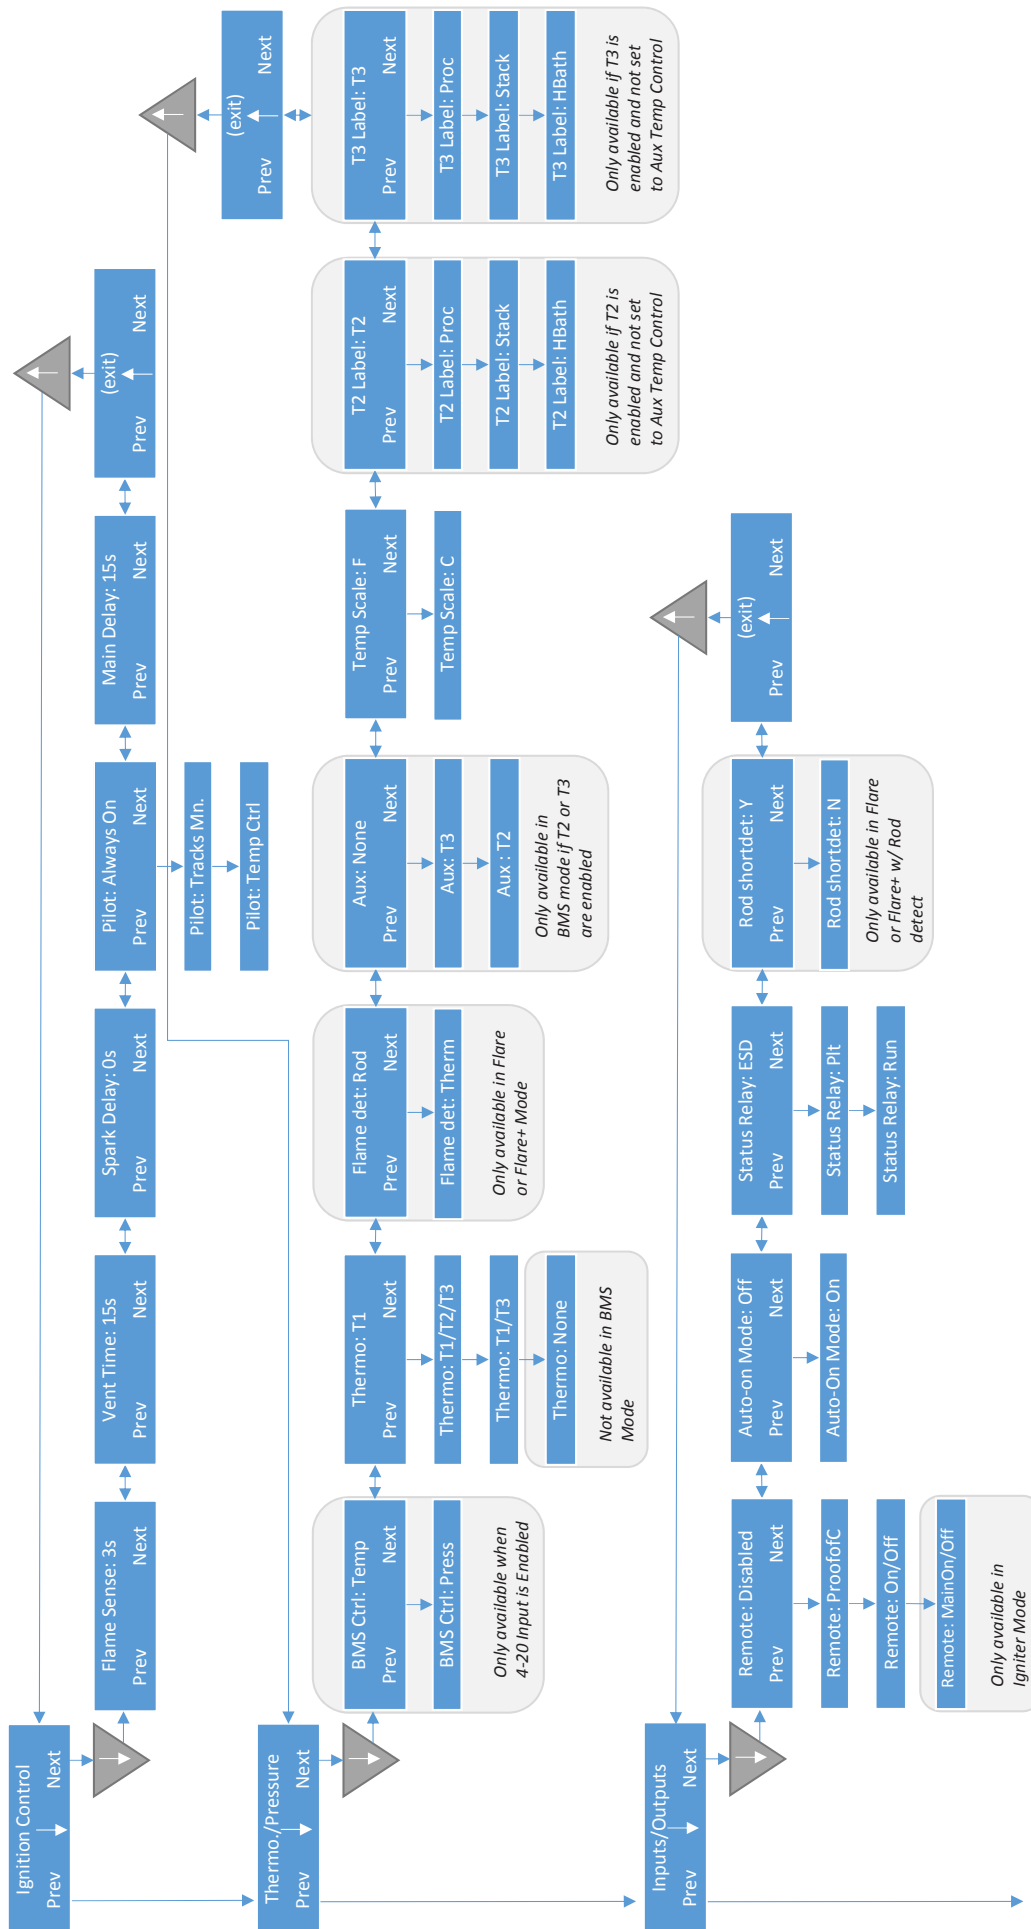 Ignition Control
Prev Next
Flame Sense: 3s
Prev Next
Vent Time: 15s
Prev Next
Spark Delay: 0s
Prev Next
Pilot: Always On
Prev Next
Pilot: Tracks Mn.
Pilot: Temp Ctrl
Main Delay: 15s
Prev Next
(exit)
Prev Next
Thermo./Pressure
Prev Next
BMS Ctrl: Temp
Prev Next
BMS Ctrl: Press
Only available when
4-20 Input is Enabled
Thermo: T1
Prev Next
Thermo: T1/T2/T3
Thermo: T1/T3
Thermo: None
Not available in BMS
Mode
Flame det: Rod
Prev Next
Flame det: Therm
Only available in Flare
or Flare+ Mode
Aux: None
Prev Next
Aux: T3
Aux : T2
Only available in
BMS mode if T2 or T3
are enabled
Temp Scale: F
Prev Next
Temp Scale: C
T2 Label: T2
Prev Next
T2 Label: Proc
T2 Label: Stack
T2 Label: HBath
Only available if T2 is
enabled and not set
to Aux Temp Control
T3 Label: T3
Prev Next
T3 Label: Proc
T3 Label: Stack
T3 Label: HBath
Only available if T3 is
enabled and not set
to Aux Temp Control
(exit)
Prev Next
Inputs/Outputs
Prev Next
Remote: Disabled
Prev Next
Remote: ProofofC
Remote: On/Off
Remote: MainOn/Off
Only available in
Igniter Mode
Auto-on Mode: Off
Prev Next
Auto-On Mode: On
Status Relay: ESD
Prev Next
Status Relay: Plt
Status Relay: Run
Rod shortdet: Y
Prev Next
Rod shortdet: N
Only available in Flare
or Flare+ w/ Rod
detect
(exit)
Prev Next